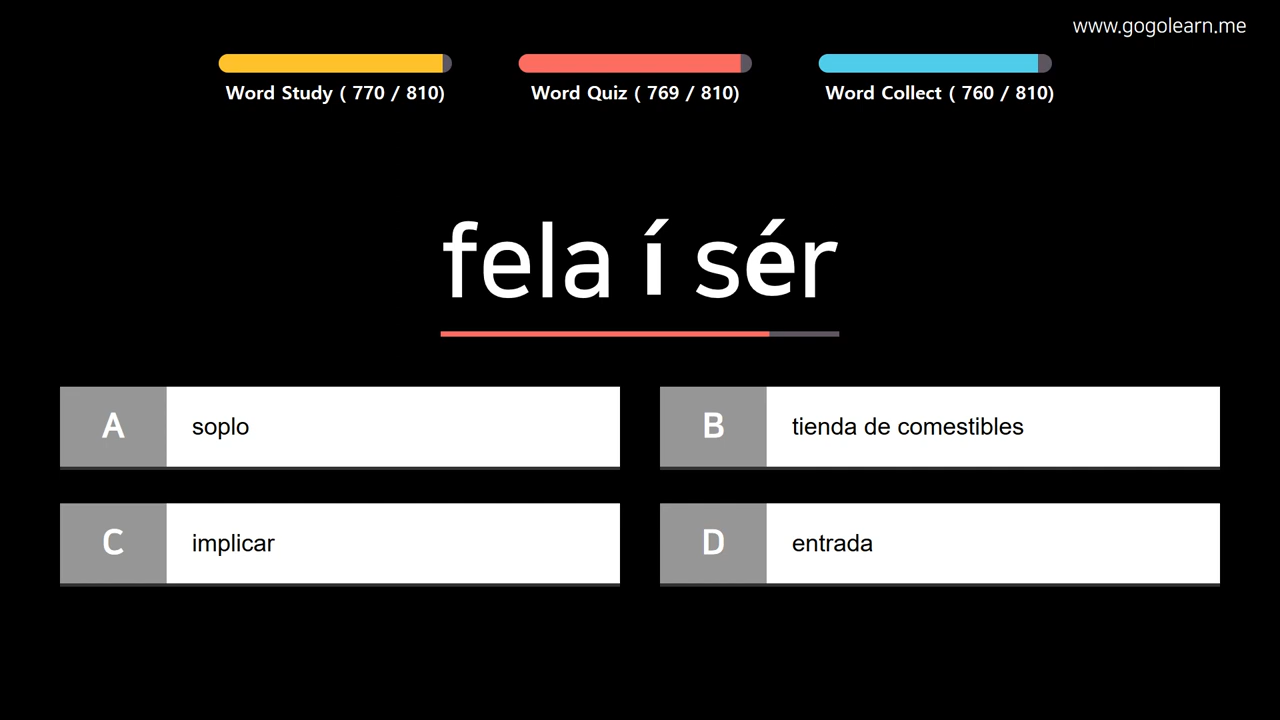 www.gogolearn.me
Word Study ( 770 / 810)
Word Quiz ( 769 / 810)
Word Collect ( 760 / 810)
fela í sér
A
soplo
B
tienda de comestibles
C
implicar
D
entrada